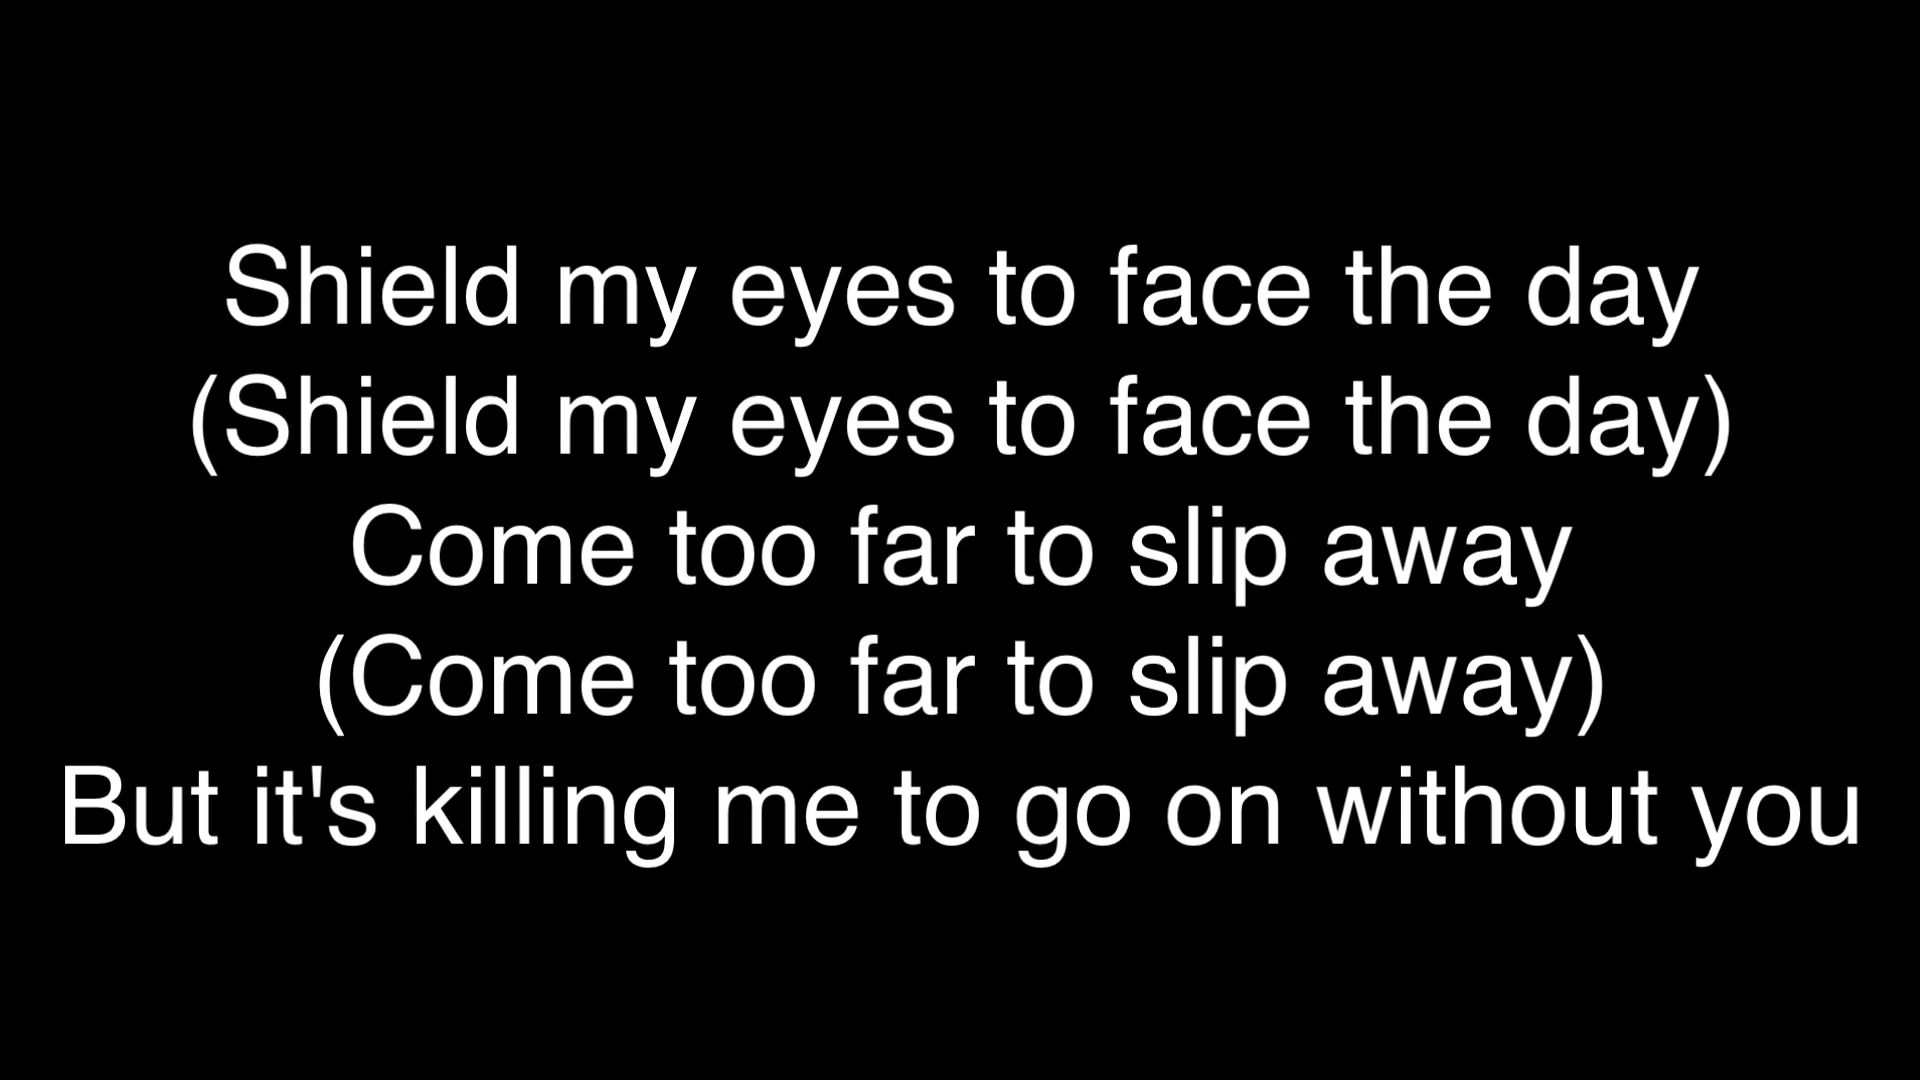 Shield my eyes to face the day
(Shield my eyes to face the day)
Come too far to slip away
(Come too far to slip away)
But it's killing me to go on without you